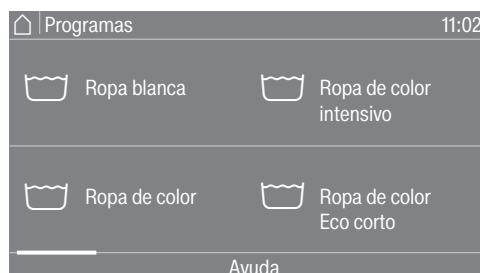 Programas 11:02
Ropa blanca
Ropa de color
intensivo
Ropa de color
Ropa de color
Eco corto
Ayuda